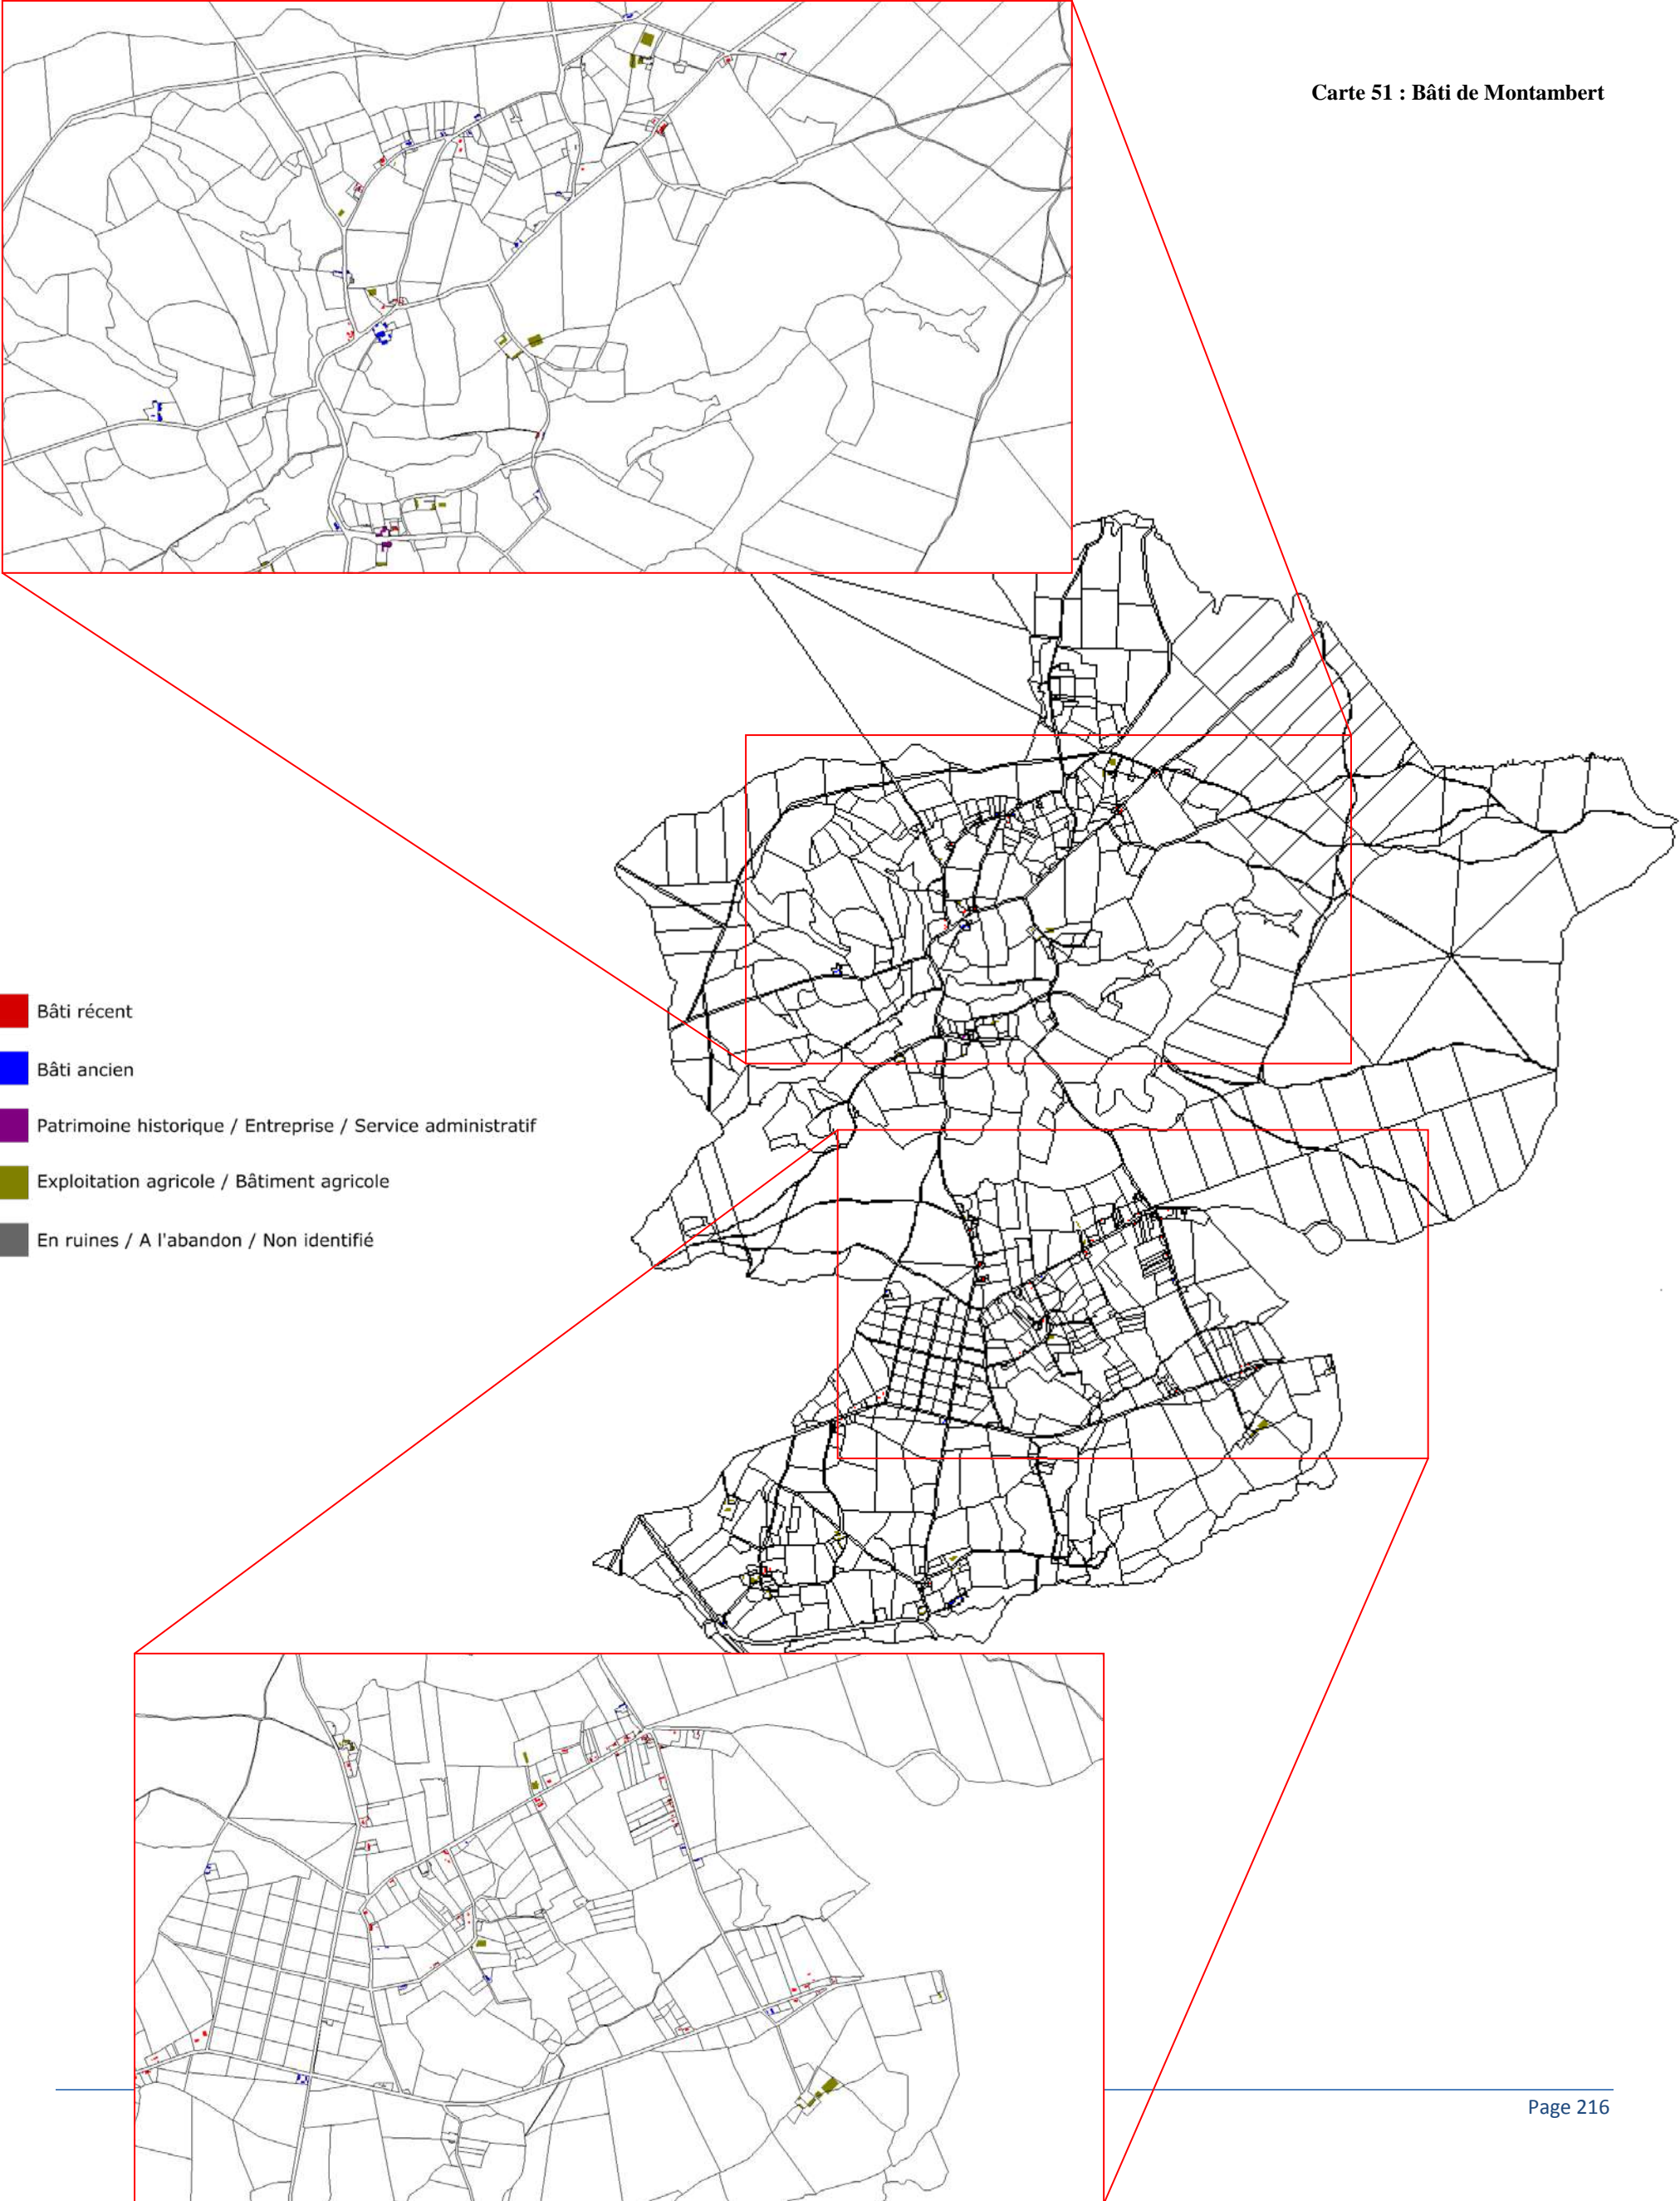 Carte 51 : Bâti de Montambert
Bâti récent
Bâti ancien
Patrimoine historique / Entreprise / Service administratif
Exploitation agricole / Bâtiment agricole
En ruines / A l'abandon / Non identifié
Page 216